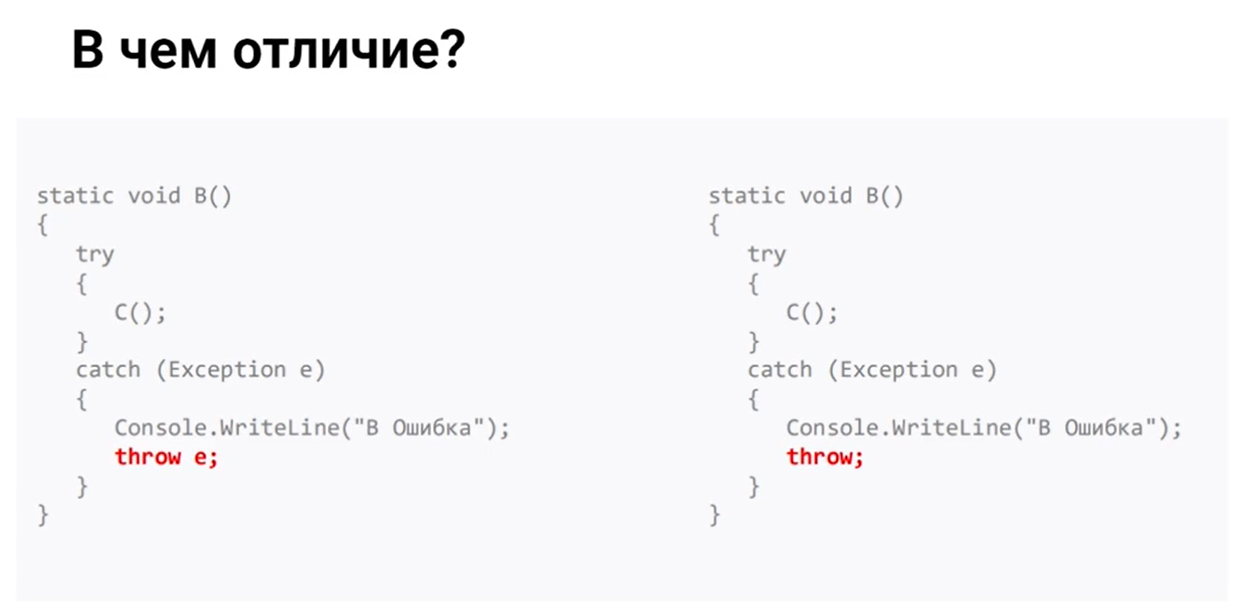 В чем отличие?
static void B()
{
try
{
C();
}
catch (Exception e)
{
Console.WriteLine("В Ошибка");
throw e;
}
}
static void B()
{
try
{
C();
}
catch (Exception e)
{
Console.WriteLine("В Ошибка");
throw;
}
}